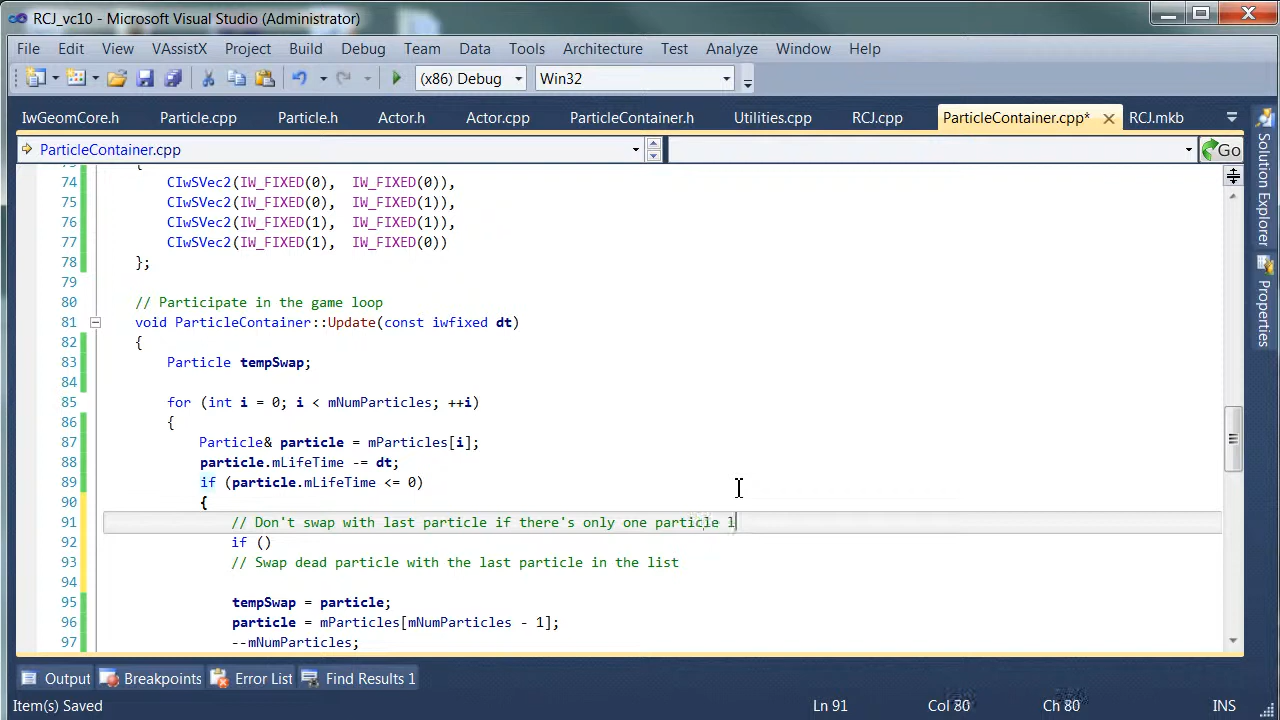 RCJ_vc10 - Microsoft Visual Studio (Administrator)
File Edit View VAssistX Project Build Debug Team Data Tools Architecture Test Analyze Window Help
(x86) Debug Win32
IwGeomCore.h Particle.cpp Particle.h Actor.h Actor.cpp ParticleContainer.h Utilities.cpp RCJ.cpp ParticleContainer.cpp* RCJ.mkb
ParticleContainer.cpp Go
{
74 CIwSVec2(IW_FIXED(0), IW_FIXED(0)),
75 CIwSVec2(IW_FIXED(0), IW_FIXED(1)),
76 CIwSVec2(IW_FIXED(1), IW_FIXED(1)),
77 CIwSVec2(IW_FIXED(1), IW_FIXED(0))
78 };
79
80 // Participate in the game loop
81 void ParticleContainer::Update(const iwfixed dt)
82 {
83 Particle tempSwap;
84
85 for (int i = 0; i < mNumParticles; ++i)
86 {
87 Particle& particle = mParticles[i];
88 particle.mLifeTime -= dt;
89 if (particle.mLifeTime <= 0)
90 {
91 // Don't swap with last particle if there's only one particle l
92 if ()
93 // Swap dead particle with the last particle in the list
94
95 tempSwap = particle;
96 particle = mParticles[mNumParticles - 1];
97 --mNumParticles;
Solution Explorer
Properties
Output Breakpoints Error List Find Results 1
Item(s) Saved Ln 91 Col 80 Ch 80 INS